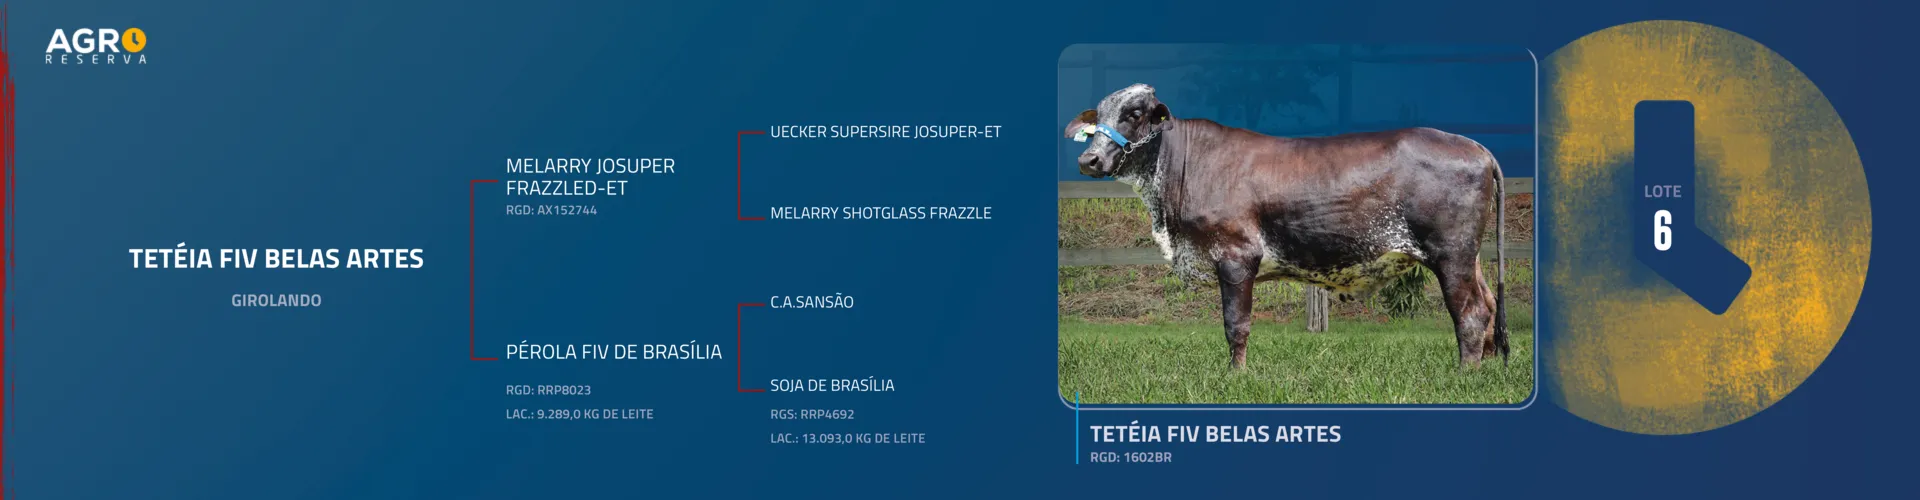 AGRO
RESERVA
TETÉIA FIV BELAS ARTES
GIROLANDO
MELARRY JOSUPER
FRAZZLED-ET
RGD: AX152744
PÉROLA FIV DE BRASÍLIA
RGD: RRP8023
LAC.: 9.289,0 KG DE LEITE
UECKER SUPERSIRE JOSUPER-ET
MELARRY SHOTGLASS FRAZZLE
C.A.SANSÃO
SOJA DE BRASÍLIA
RGS: RRP4692
LAC.: 13.093,0 KG DE LEITE
TETÉIA FIV BELAS ARTES
RGD: 1602BR
LOTE
6